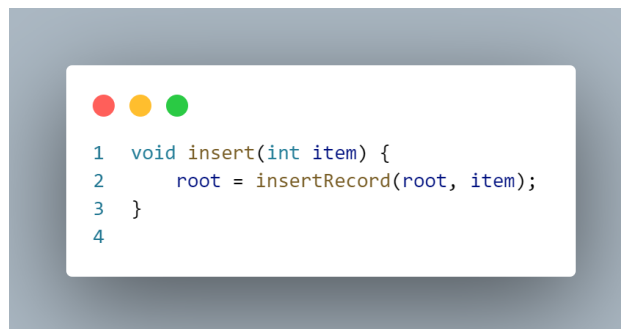 1 void insert(int item) {
2     root = insertRecord(root, item);
3 }
4